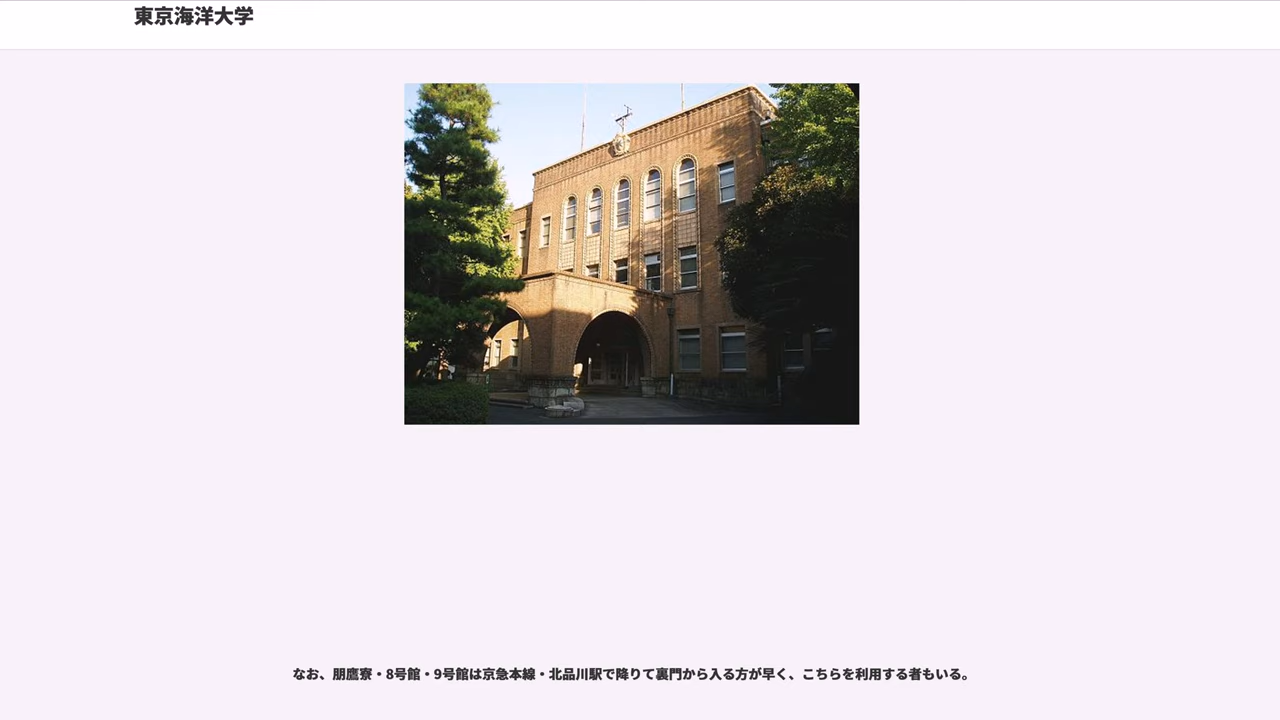 東京海洋大学
なお、朋鷹寮・8号館・9号館は京急本線・北品川駅で降りて裏門から入る方が早く、こちらを利用する者もいる。